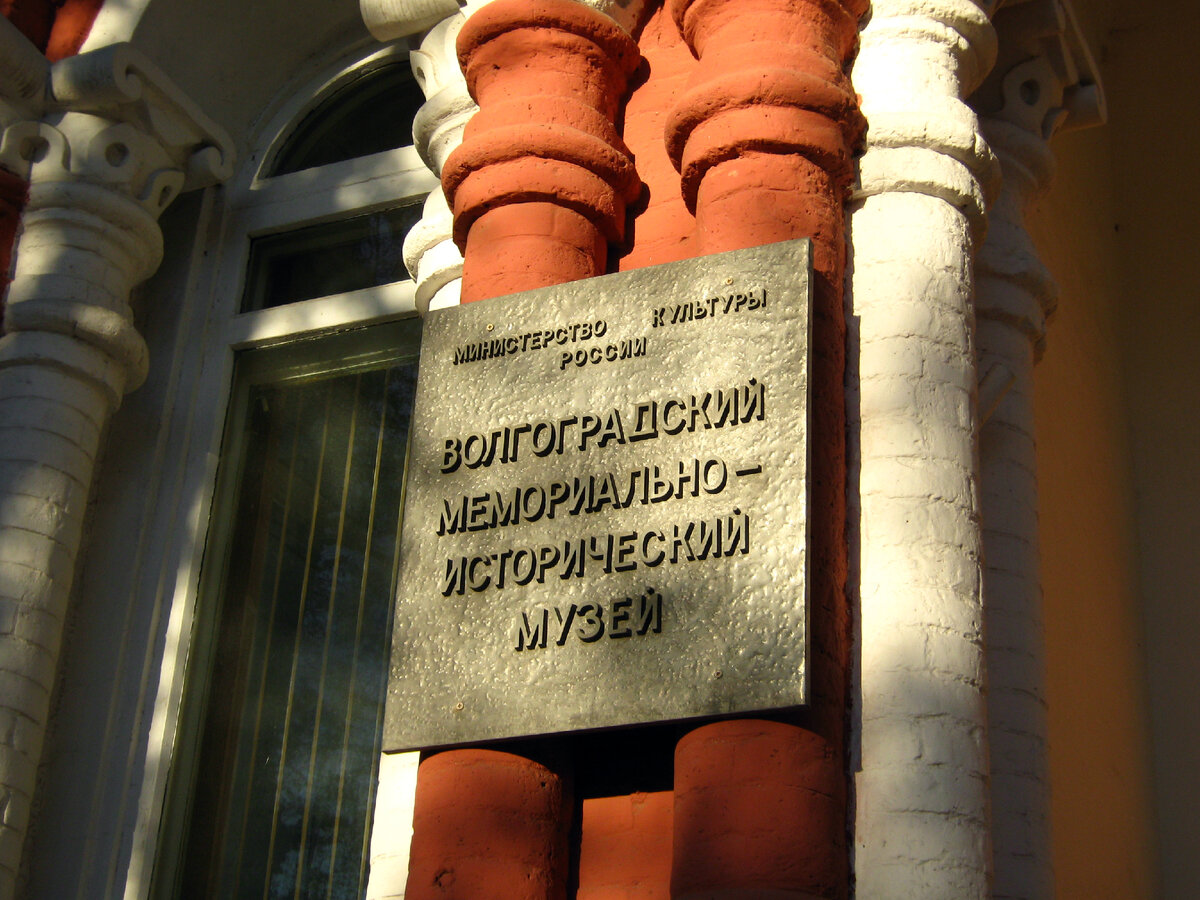 МИНИСТЕРСТВО КУЛЬТУРЫ
РОССИИ
ВОЛГОГРАДСКИЙ
МЕМОРИАЛЬНО-
ИСТОРИЧЕСКИЙ
МУЗЕЙ